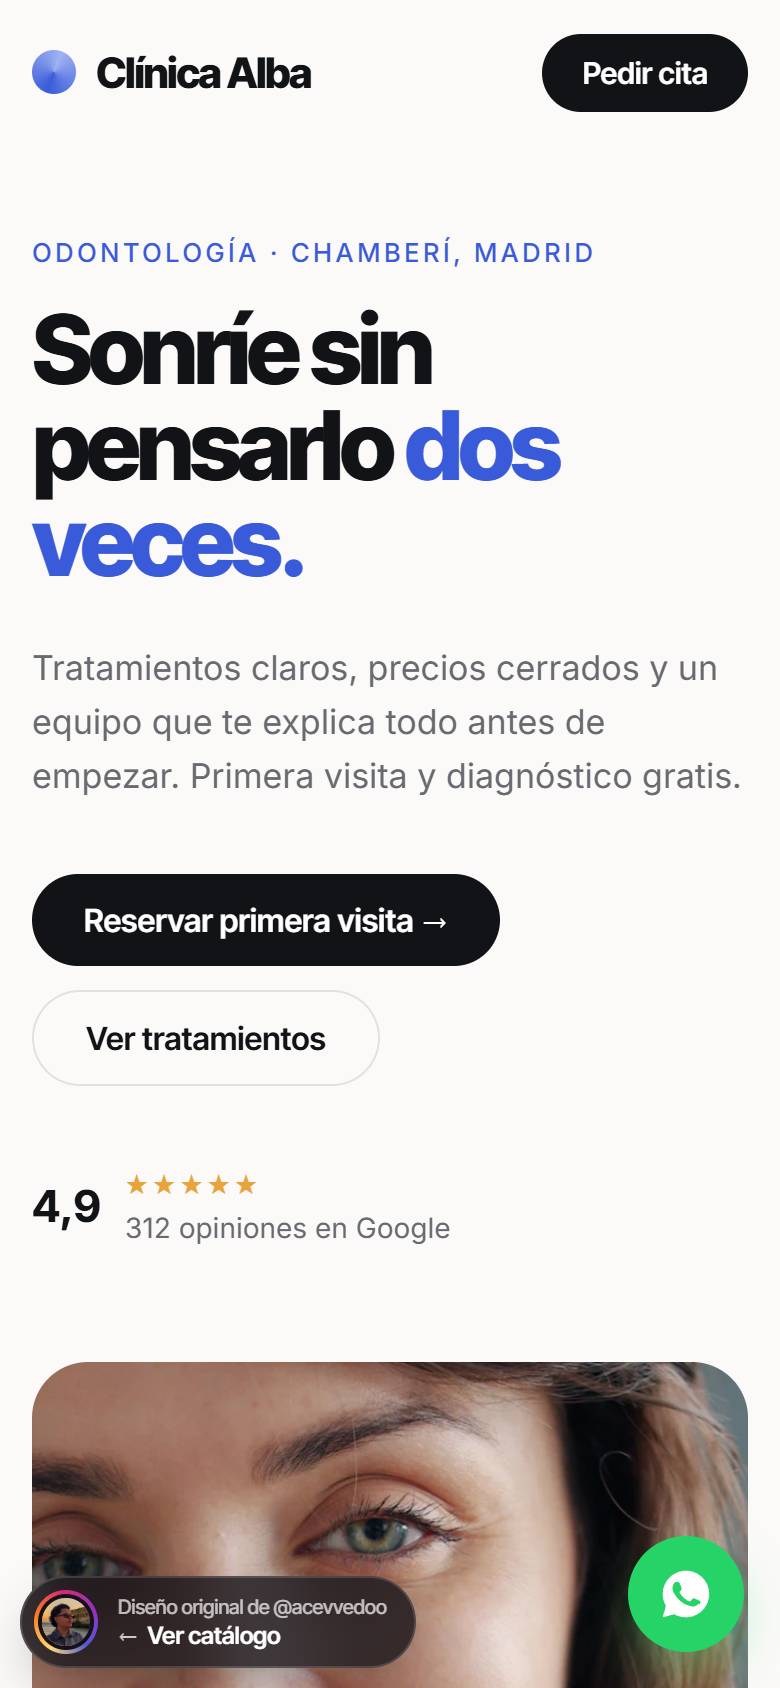 Clínica Alba
Pedir cita
ODONTOLOGÍA · CHAMBERÍ, MADRID
Sonríe sin
pensarlo dos
veces.
Tratamientos claros, precios cerrados y un
equipo que te explica todo antes de
empezar. Primera visita y diagnóstico gratis.
Reservar primera visita →
Ver tratamientos
4,9
★★★★★
312 opiniones en Google
Diseño original de @acevvedoo
← Ver catálogo